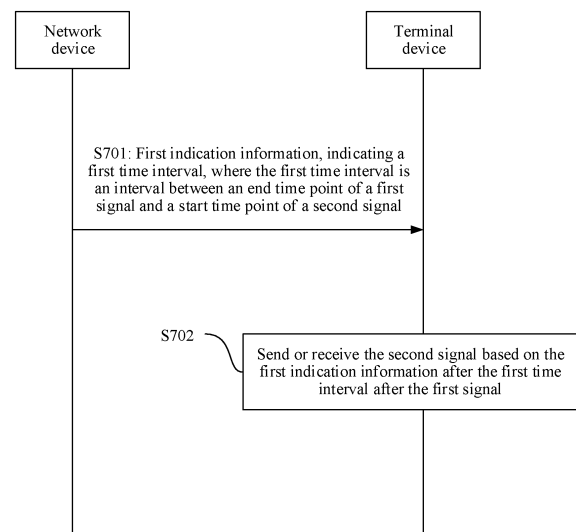 Network
device
Terminal
device
S701: First indication information, indicating a
first time interval, where the first time interval is
an interval between an end time point of a first
signal and a start time point of a second signal
S702
Send or receive the second signal based on the
first indication information after the first time
interval after the first signal